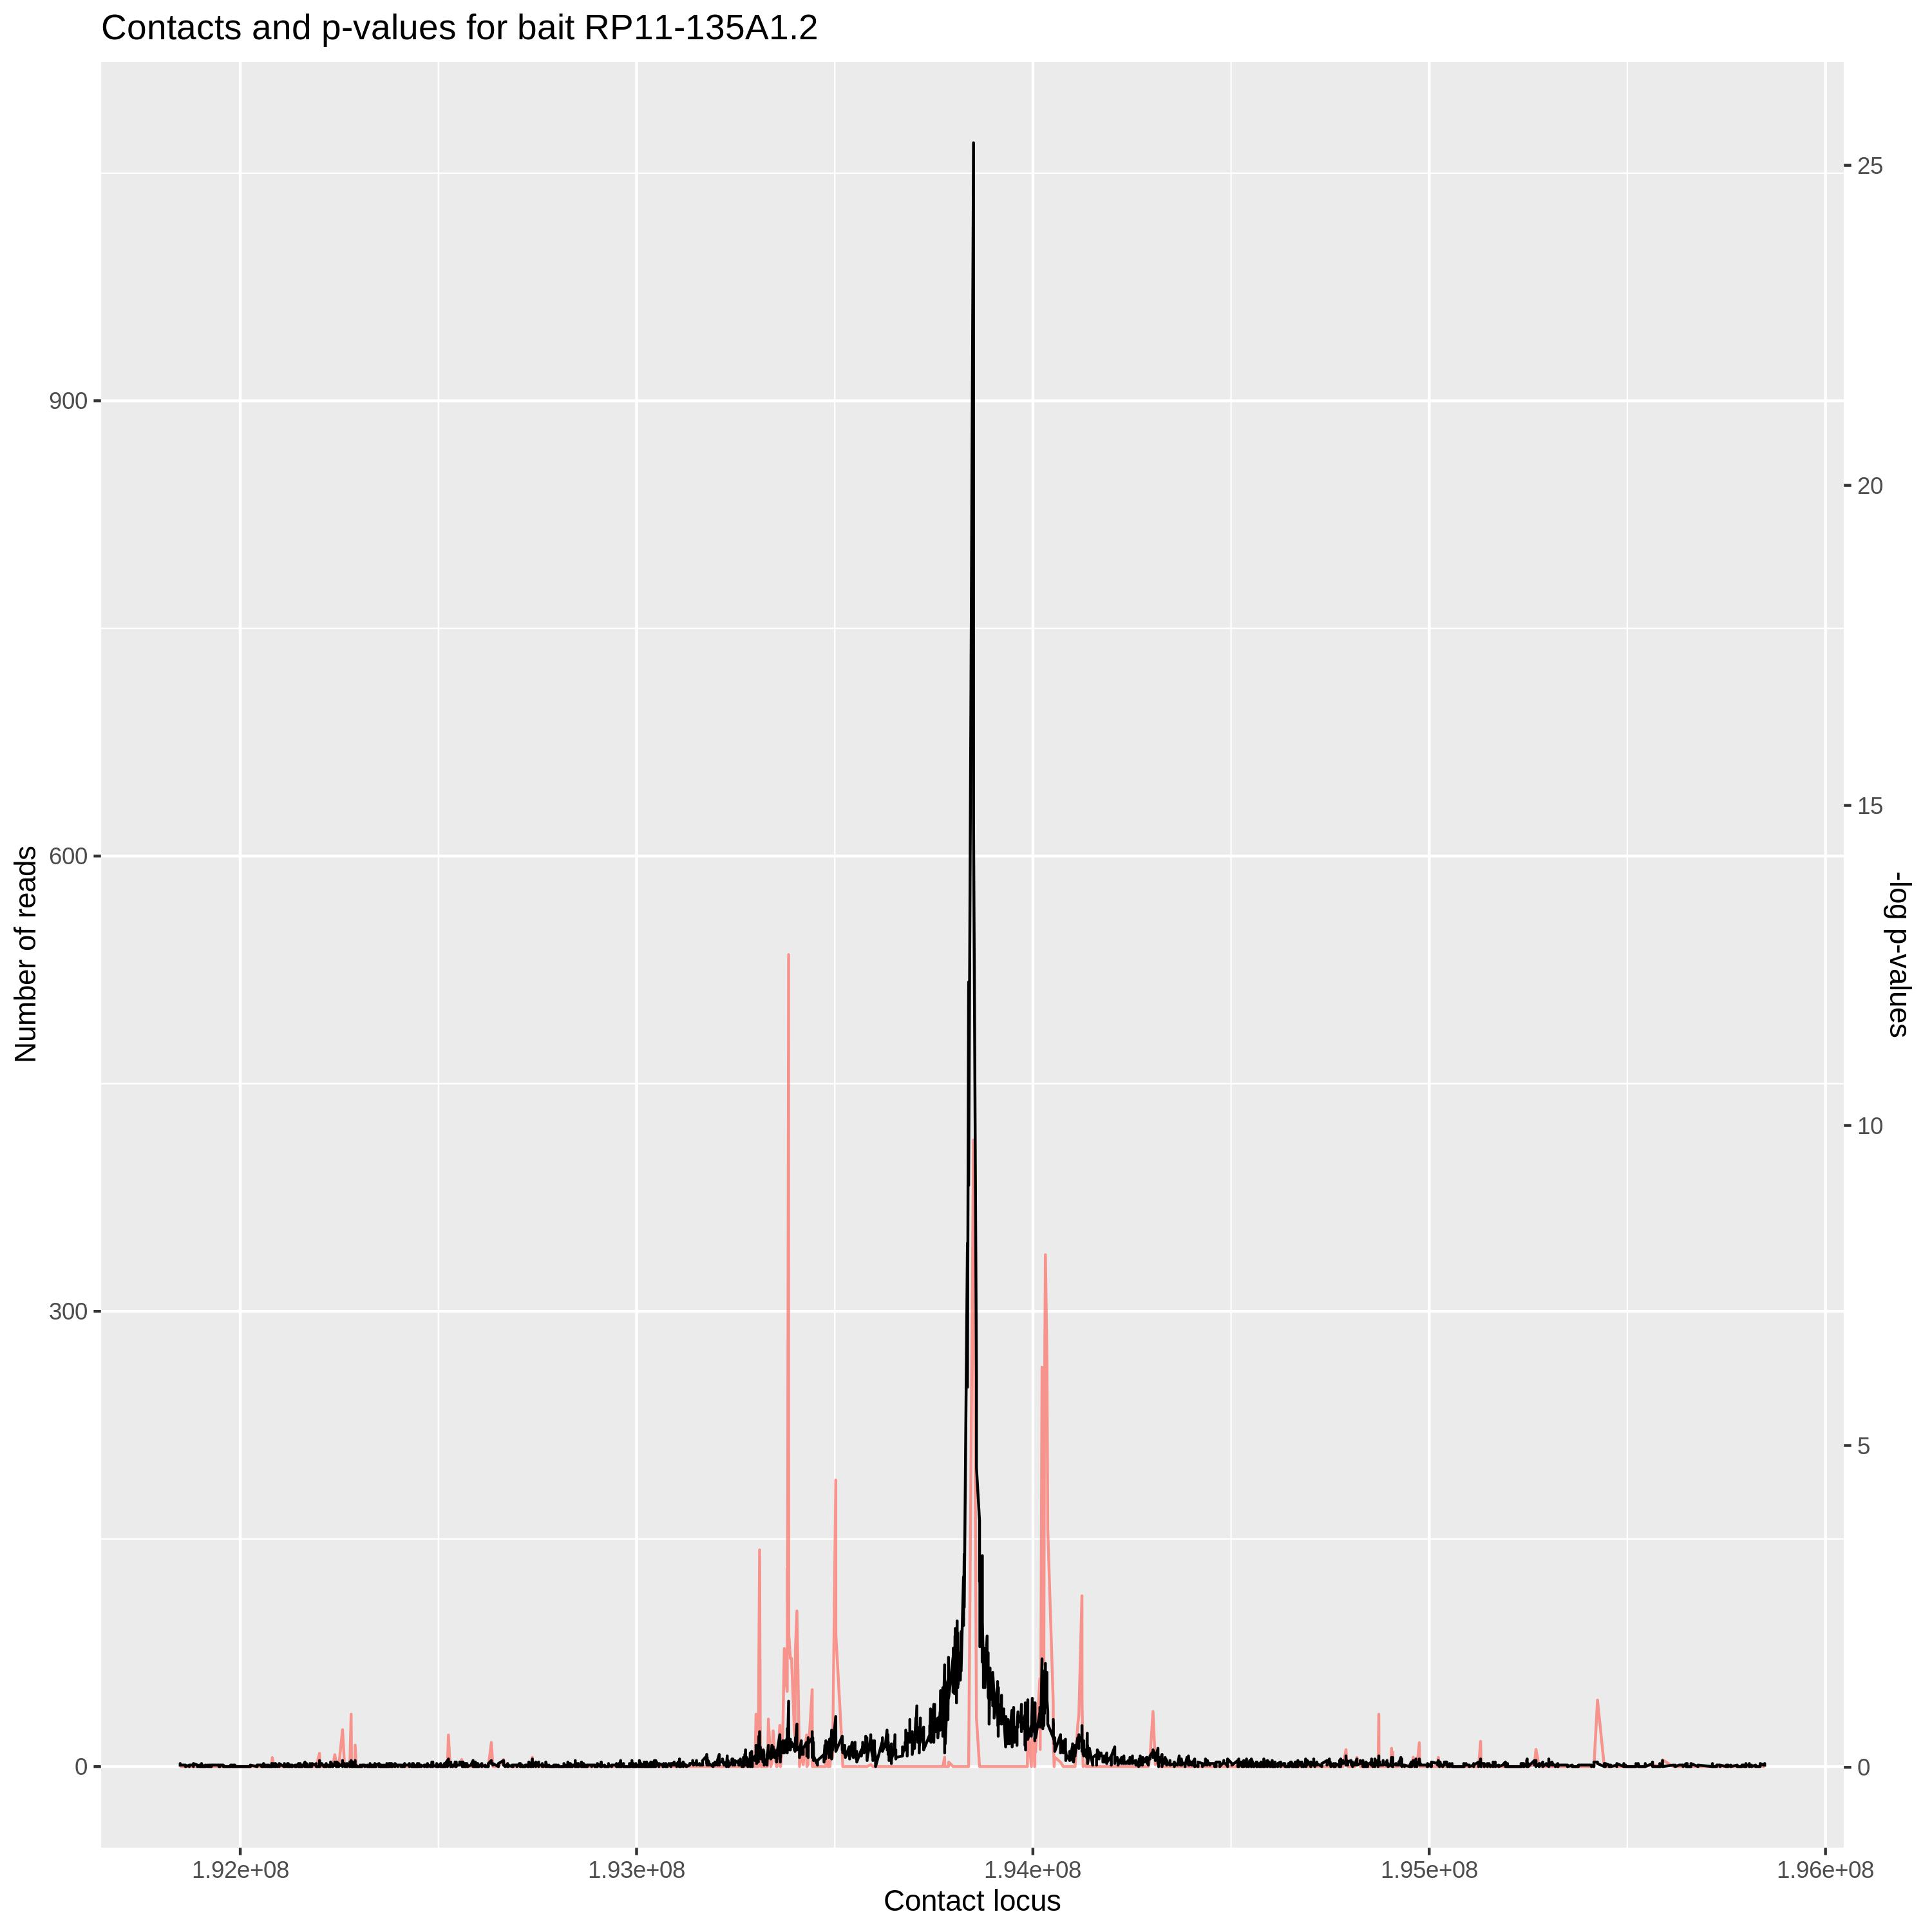 Contacts and p-values for bait RP11-135A1.2
Number of reads
900
600
300
0
25
20
15
10
5
0
-log p-values
1.92e+08
1.93e+08
1.94e+08
1.95e+08
1.96e+08
Contact locus